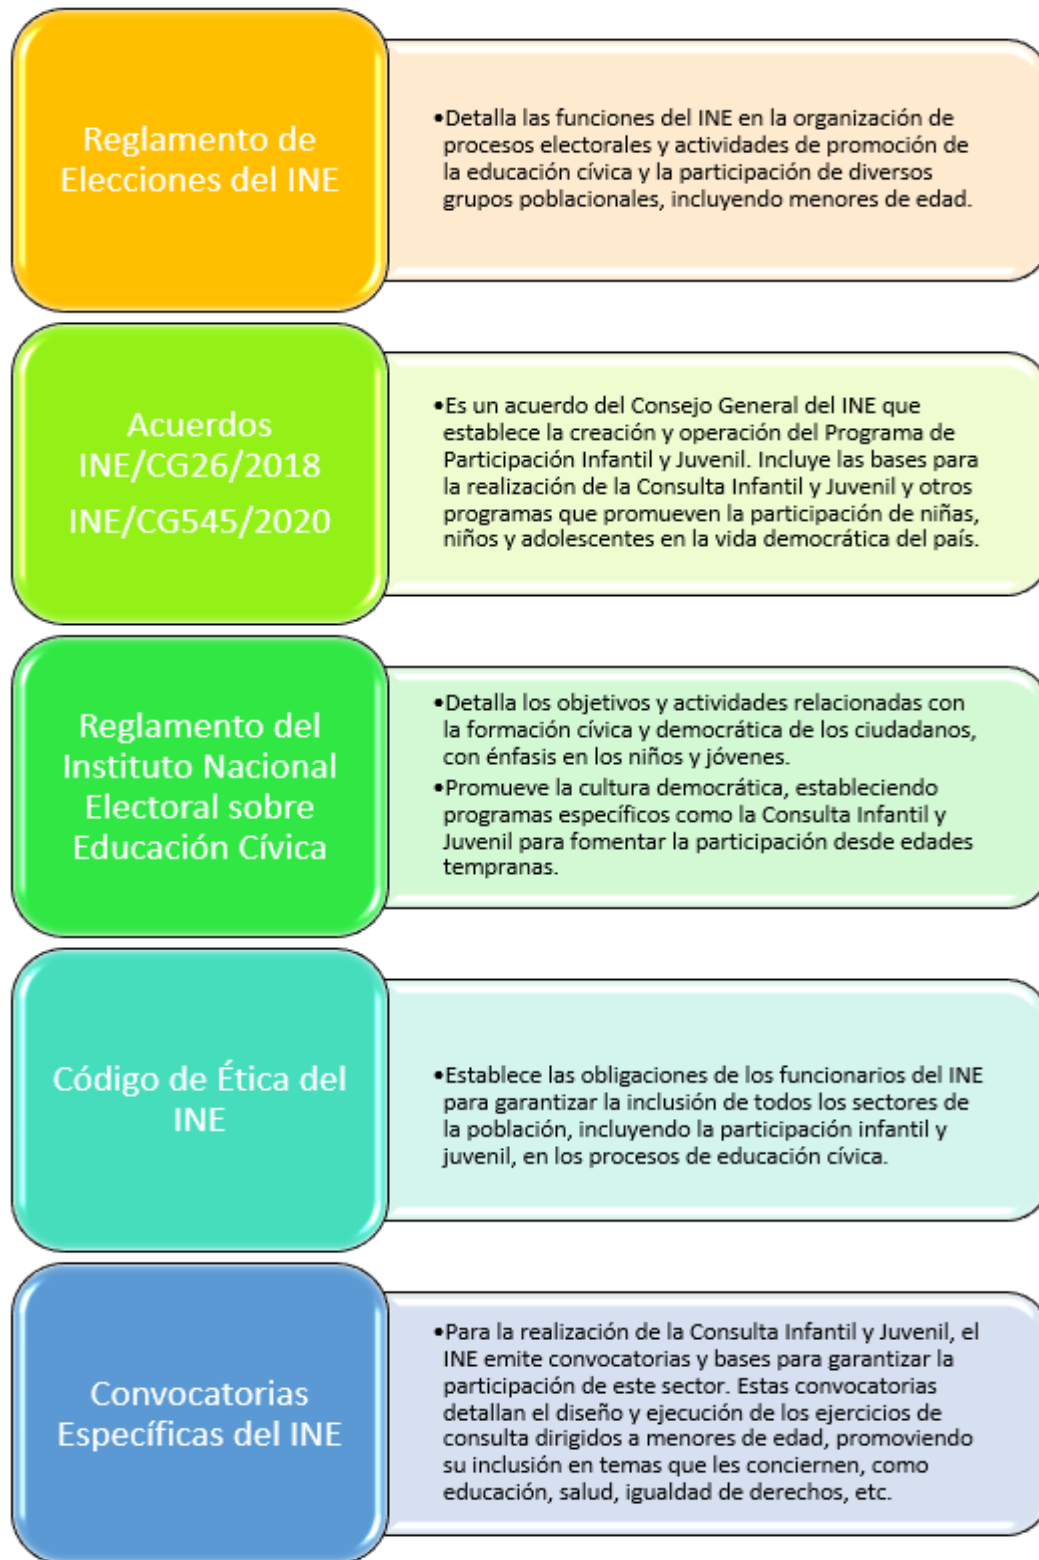 Reglamento de
Elecciones del INE
•Detalla las funciones del INE en la organización de
procesos electorales y actividades de promoción de
la educación cívica y la participación de diversos
grupos poblacionales, incluyendo menores de edad.
Acuerdos
INE/CG26/2018
INE/CG545/2020
•Es un acuerdo del Consejo General del INE que
establece la creación y operación del Programa de
Participación Infantil y Juvenil. Incluye las bases para
la realización de la Consulta Infantil y Juvenil y otros
programas que promueven la participación de niñas,
niños y adolescentes en la vida democrática del país.
Reglamento del
Instituto Nacional
Electoral sobre
Educación Cívica
•Detalla los objetivos y actividades relacionadas con
la formación cívica y democrática de los ciudadanos,
con énfasis en los niños y jóvenes.
•Promueve la cultura democrática, estableciendo
programas específicos como la Consulta Infantil y
Juvenil para fomentar la participación desde edades
tempranas.
Código de Ética del
INE
•Establece las obligaciones de los funcionarios del INE
para garantizar la inclusión de todos los sectores de
la población, incluyendo la participación infantil y
juvenil, en los procesos de educación cívica.
Convocatorias
Específicas del INE
•Para la realización de la Consulta Infantil y Juvenil, el
INE emite convocatorias y bases para garantizar la
participación de este sector. Estas convocatorias
detallan el diseño y ejecución de los ejercicios de
consulta dirigidos a menores de edad, promoviendo
su inclusión en temas que les conciernen, como
educación, salud, igualdad de derechos, etc.